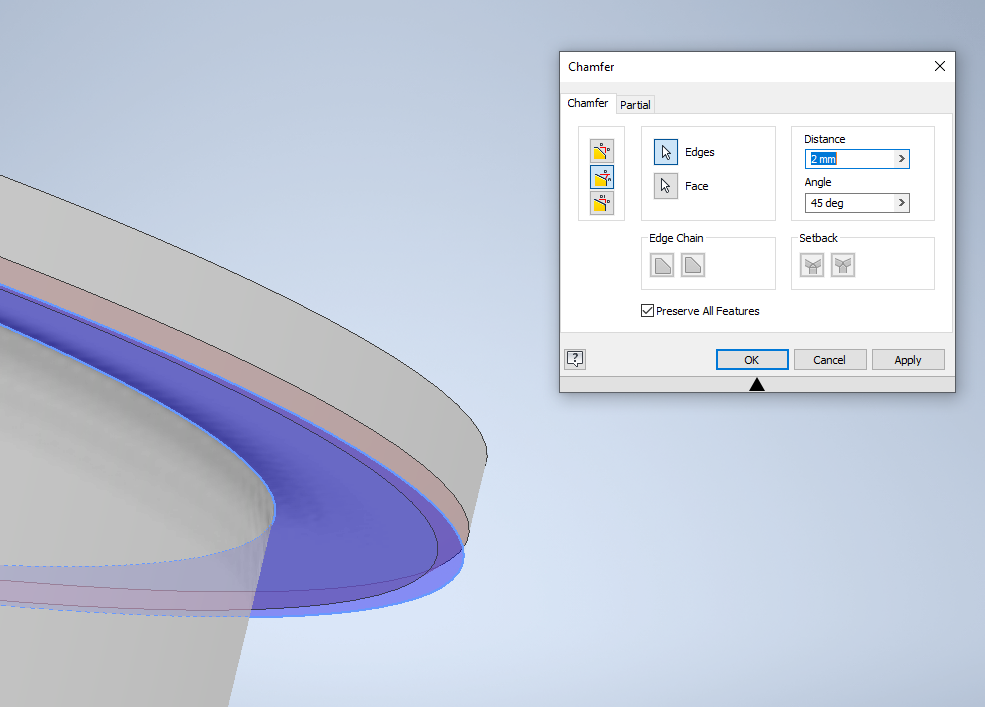 Chamfer
Chamfer
Partial
Edges
Face
Distance
2 mm
Angle
45 deg
Edge Chain
Setback
Preserve All Features
?
OK
Cancel
Apply